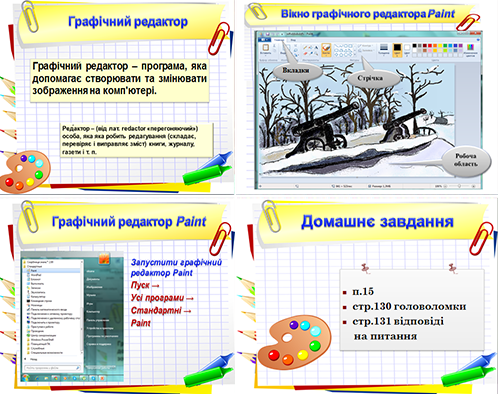 Графічний редактор
Графічний редактор – програма, яка
допомагає створювати та змінювати
зображення на комп'ютері.
Редактор – (від лат. redactor «перегоняючий»)
особа, яка яка робить редагування (складає,
перевіряє і виправляє зміст) книги, журналу,
газети і т. п.
Вікно графічного редактора Paint
Вкладки
Стрічка
Робоча
область
Графічний редактор Paint
Запустити графічний
редактор Paint
Пуск →
Усі програми →
Стандартні →
Paint
Домашнє завдання
п.15
стр.130 головоломки
стр.131 відповіді
на питання